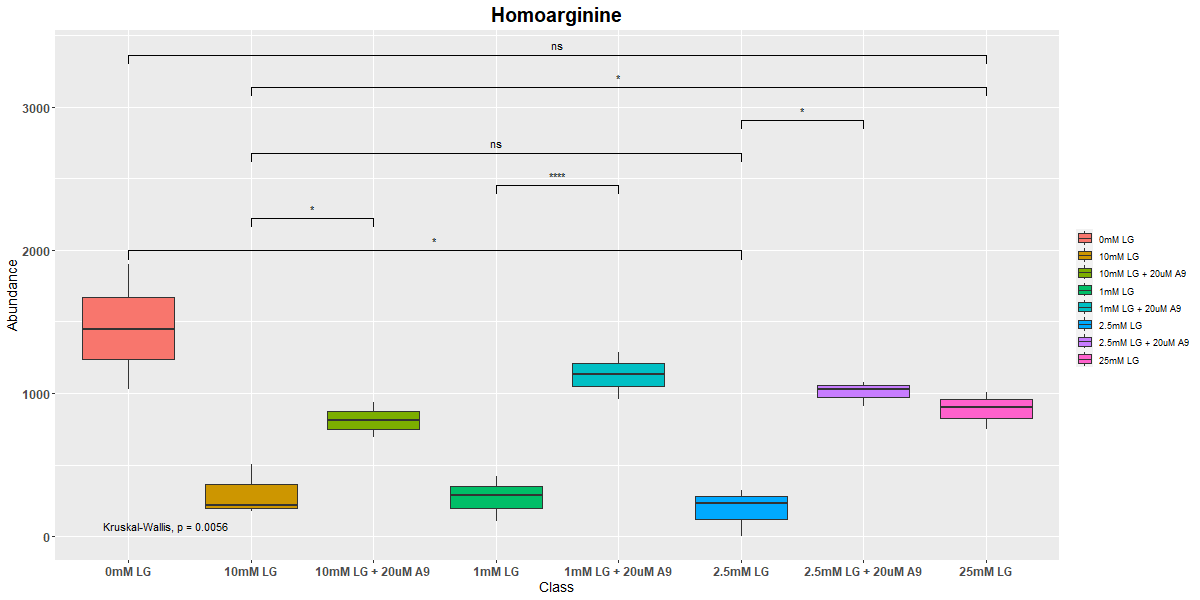 Homoarginine
ns
*
*
3000
ns
****
*
*
2000
Abundance
1000
Kruskal-Wallis, p = 0.0056
0
0mM LG
10mM LG
10mM LG + 20uM A9
1mM LG
1mM LG + 20uM A9
2.5mM LG
2.5mM LG + 20uM A9
25mM LG
Class
0mM LG
10mM LG
10mM LG + 20uM A9
1mM LG
1mM LG + 20uM A9
2.5mM LG
2.5mM LG + 20uM A9
25mM LG